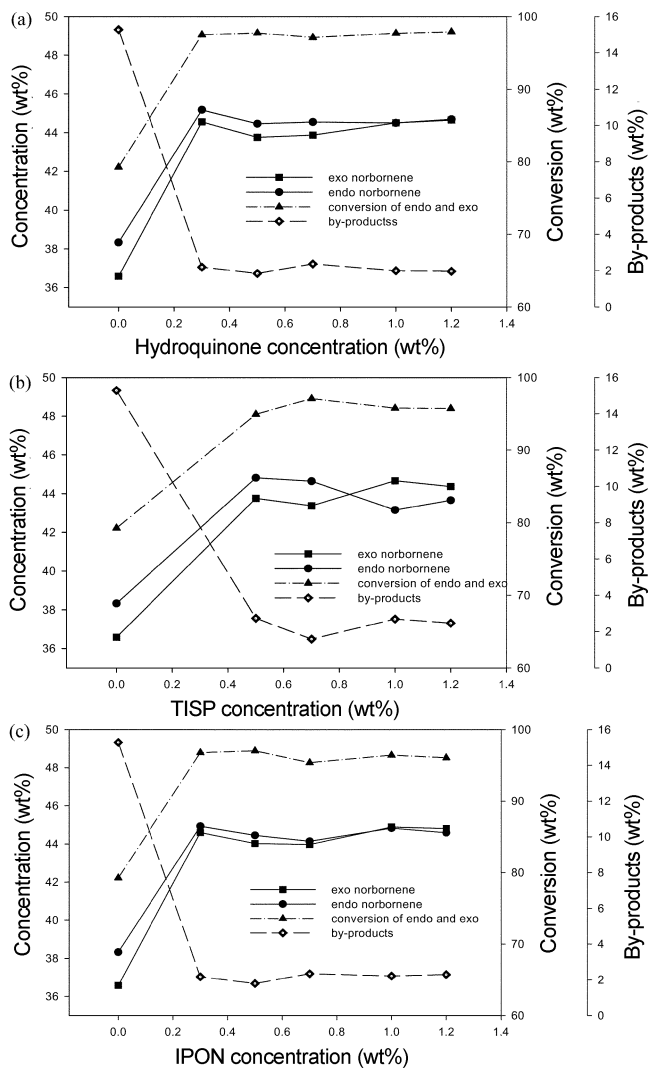 (a)
50
48
46
44
42
40
38
36
Concentration (wt%)
100
90
80
70
60
Conversion (wt%)
16
14
12
10
8
6
4
2
0
By-products (wt%)
exo norbornene
endo norbornene
conversion of endo and exo
by-productss
0.0 0.2 0.4 0.6 0.8 1.0 1.2 1.4
Hydroquinone concentration (wt%)
(b)
50
48
46
44
42
40
38
36
Concentration (wt%)
100
90
80
70
60
Conversion (wt%)
16
14
12
10
8
6
4
2
0
By-products (wt%)
exo norbornene
endo norbornene
conversion of endo and exo
by-products
0.0 0.2 0.4 0.6 0.8 1.0 1.2 1.4
TISP concentration (wt%)
(c)
50
48
46
44
42
40
38
36
Concentration (wt%)
100
90
80
70
60
Conversion (wt%)
16
14
12
10
8
6
4
2
0
By-products (wt%)
exo norbornene
endo norbornene
conversion of endo and exo
by-products
0.0 0.2 0.4 0.6 0.8 1.0 1.2 1.4
IPON concentration (wt%)